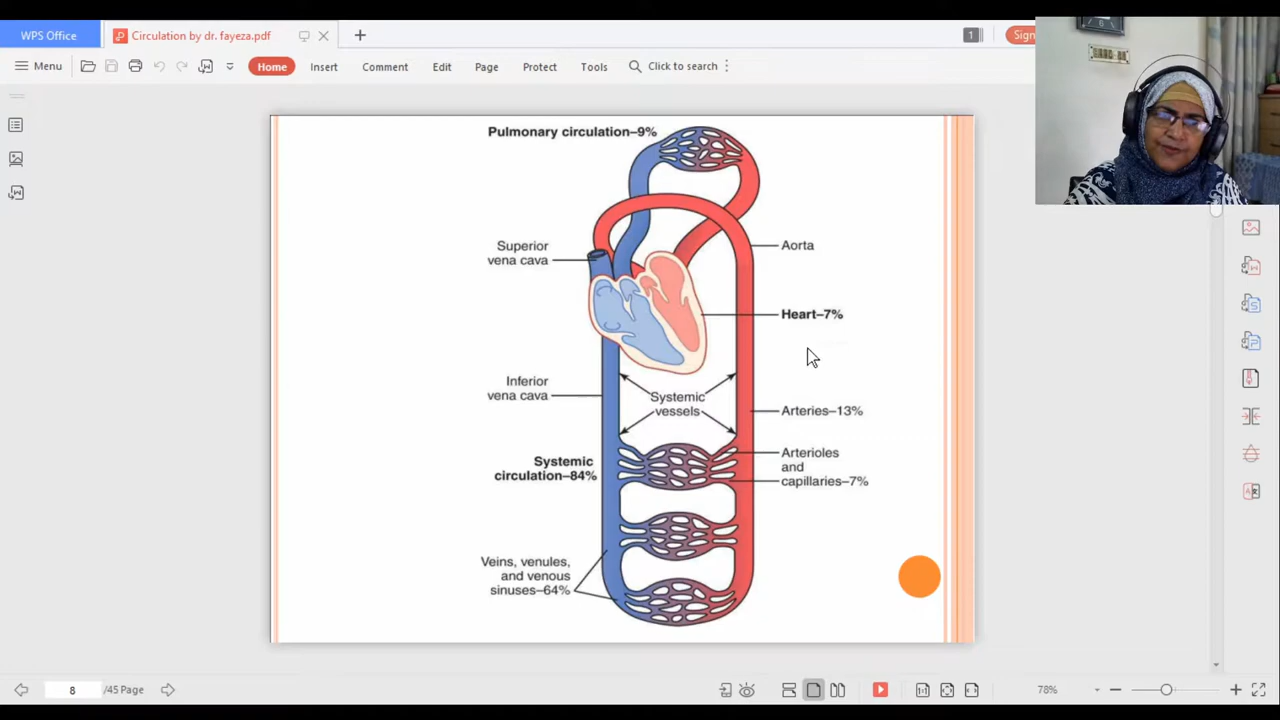 WPS Office
Circulation by dr. fayeza.pdf
1
Sign
Menu
Home
Insert
Comment
Edit
Page
Protect
Tools
Click to search
Pulmonary circulation–9%
Superior
vena cava
Aorta
Heart–7%
Inferior
vena cava
Systemic
vessels
Arteries–13%
Systemic
circulation–84%
Arterioles
and
capillaries–7%
Veins, venules,
and venous
sinuses–64%
8
/45 Page
78%